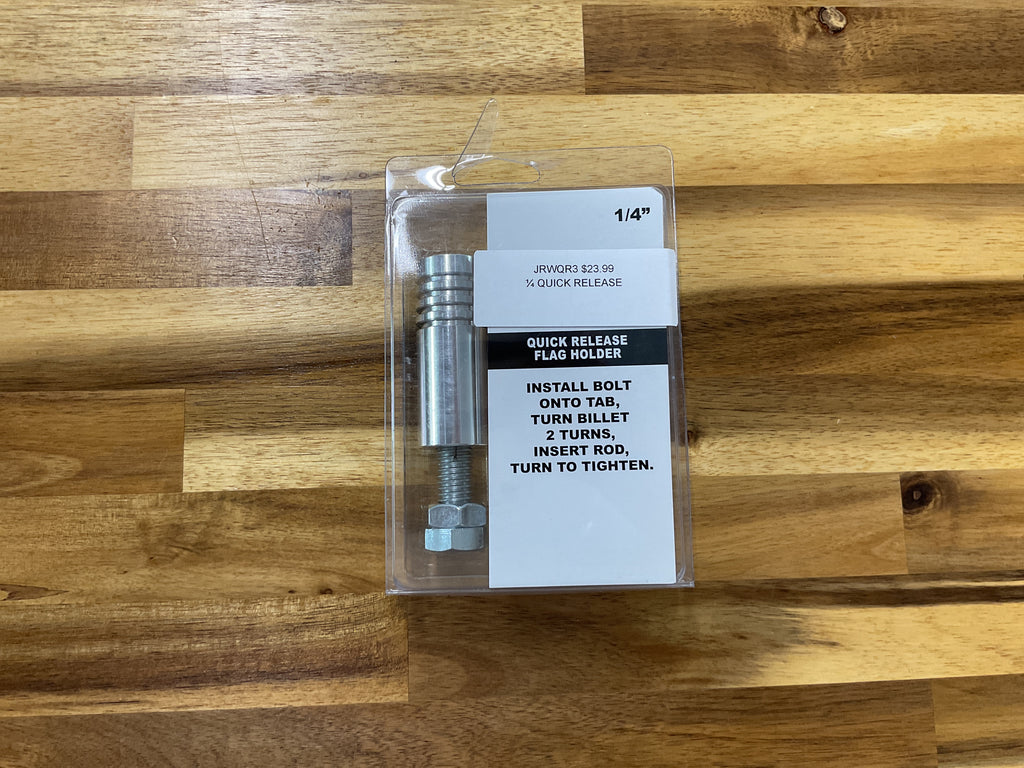 1/4”
JRWQR3 $23.99
¼ QUICK RELEASE
QUICK RELEASE
FLAG HOLDER
INSTALL BOLT
ONTO TAB,
TURN BILLET
2 TURNS,
INSERT ROD,
TURN TO TIGHTEN.